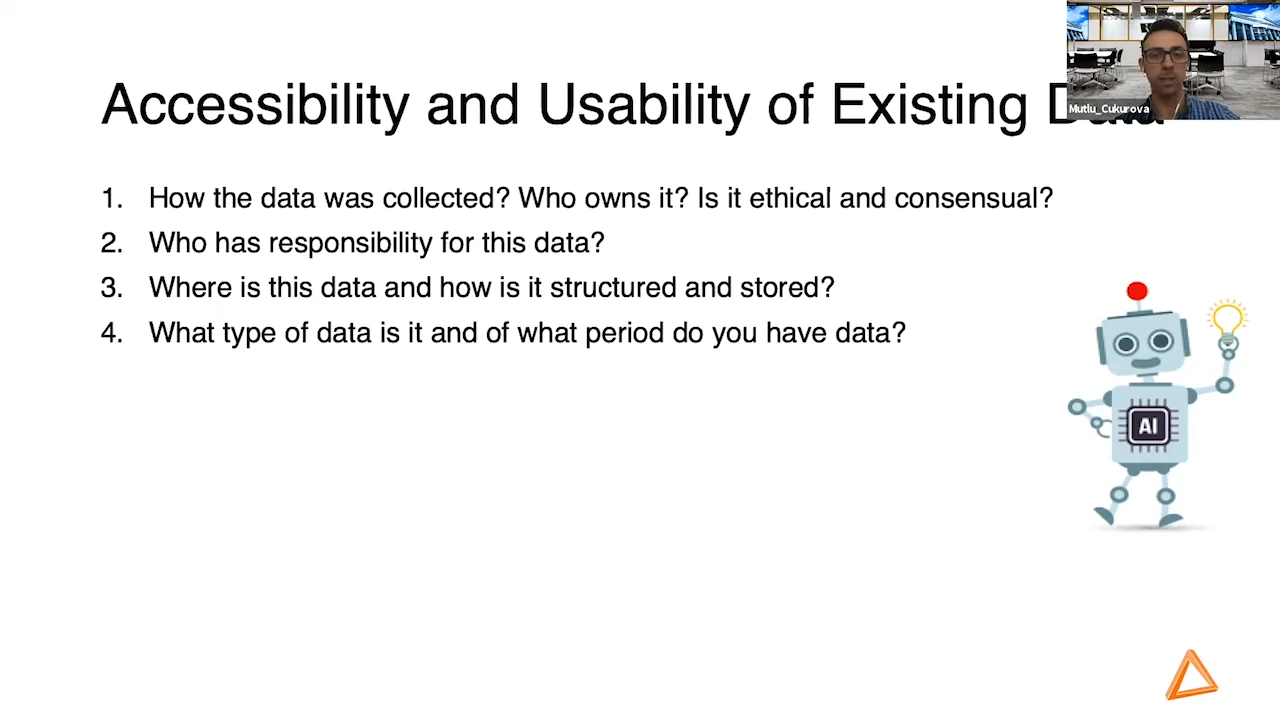 Accessibility and Usability of Existing Data
Mutlu_Cukurova
1. How the data was collected? Who owns it? Is it ethical and consensual?
2. Who has responsibility for this data?
3. Where is this data and how is it structured and stored?
4. What type of data is it and of what period do you have data?
AI